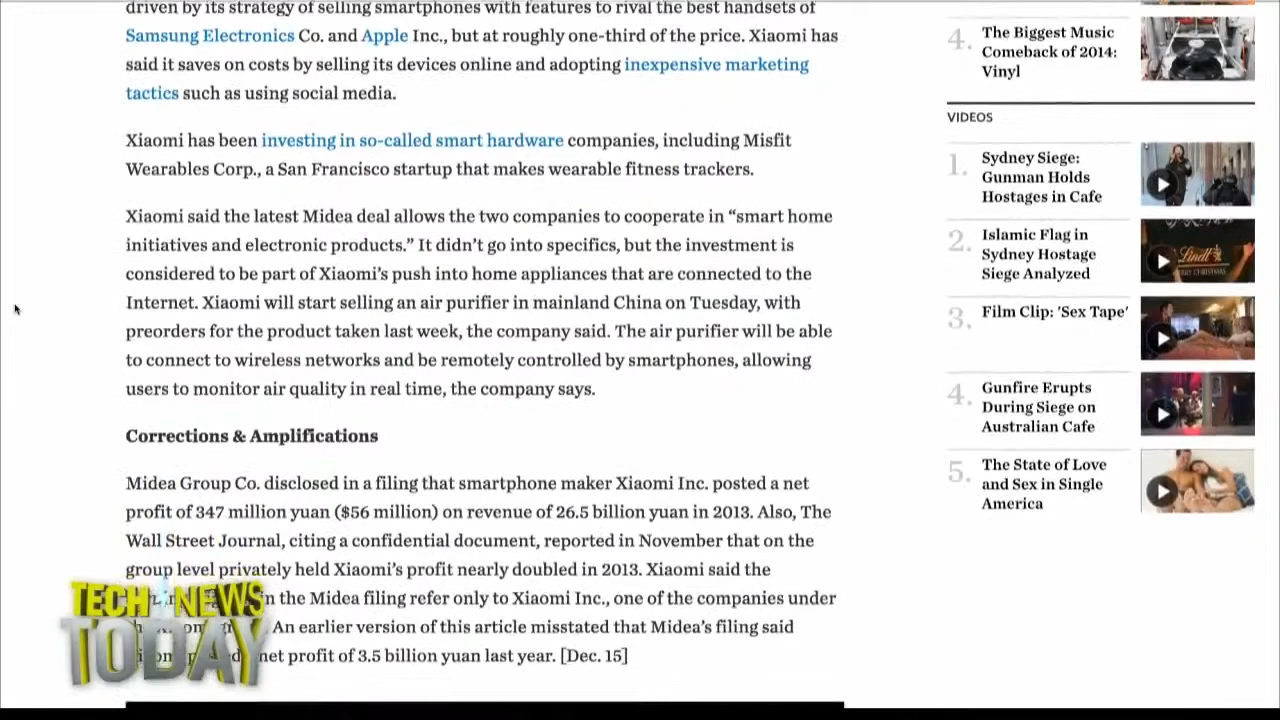 driven by its strategy of selling smartphones with features to rival the best handsets of
Samsung Electronics Co. and Apple Inc., but at roughly one-third of the price. Xiaomi has
said it saves on costs by selling its devices online and adopting inexpensive marketing
tactics such as using social media.
Xiaomi has been investing in so-called smart hardware companies, including Misfit
Wearables Corp., a San Francisco startup that makes wearable fitness trackers.
Xiaomi said the latest Midea deal allows the two companies to cooperate in “smart home
initiatives and electronic products.” It didn’t go into specifics, but the investment is
considered to be part of Xiaomi’s push into home appliances that are connected to the
Internet. Xiaomi will start selling an air purifier in mainland China on Tuesday, with
preorders for the product taken last week, the company said. The air purifier will be able
to connect to wireless networks and be remotely controlled by smartphones, allowing
users to monitor air quality in real time, the company says.
Corrections & Amplifications
Midea Group Co. disclosed in a filing that smartphone maker Xiaomi Inc. posted a net
profit of 347 million yuan ($56 million) on revenue of 26.5 billion yuan in 2013. Also, The
Wall Street Journal, citing a confidential document, reported in November that on the
group level privately held Xiaomi’s profit nearly doubled in 2013. Xiaomi said the
the Midea filing refer only to Xiaomi Inc., one of the companies under
An earlier version of this article misstated that Midea’s filing said
net profit of 3.5 billion yuan last year. [Dec. 15]
TECH NEWS
TODAY
4. The Biggest Music
Comeback of 2014:
Vinyl
VIDEOS
1. Sydney Siege:
Gunman Holds
Hostages in Cafe
2. Islamic Flag in
Sydney Hostage
Siege Analyzed
Lindt
3. Film Clip: 'Sex Tape'
4. Gunfire Erupts
During Siege on
Australian Cafe
5. The State of Love
and Sex in Single
America